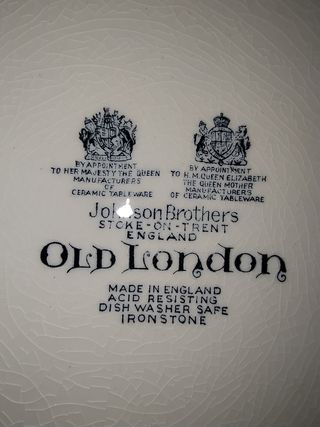 BY APPOINTMENT
TO HER MAJESTY THE QUEEN
MANUFACTURERS
OF
CERAMIC TABLEWARE
BY APPOINTMENT
TO H.M QUEEN ELIZABETH
THE QUEEN MOTHER
MANUFACTURERS
OF CERAMIC TABLEWARE
Johnson Brothers
STOKE-ON-TRENT
ENGLAND
OLD LONDON
MADE IN ENGLAND
ACID RESISTING
DISH WASHER SAFE
IRONSTONE